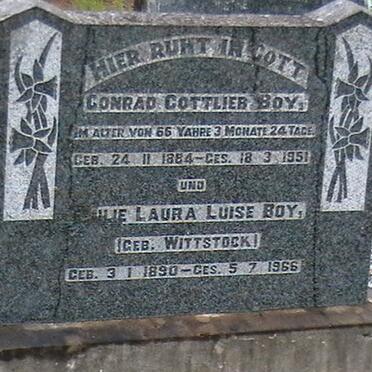 HIER RUHT IN GOTT
CONRAD GOTTLIEB BOY,
IM ALTER VON 66 YAHRE 3 MONATE 24 TAGE.
GEB. 24 11 1884–GES. 18 3 1951
UND
LAURA LUISE BOY,
(GEB. WITTSTOCK)
GEB. 3 1 1890–GES. 5 7 1966